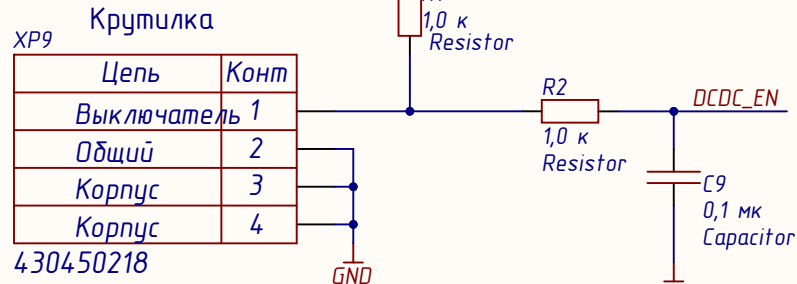 Крутилка
XP9
Цепь Конт
Выключатель 1
Общий 2
Корпус 3
Корпус 4
430450218
GND
1,0 к
Resistor
R2
1,0 к
Resistor
DCDC_EN
C9
0,1 мк
Capacitor